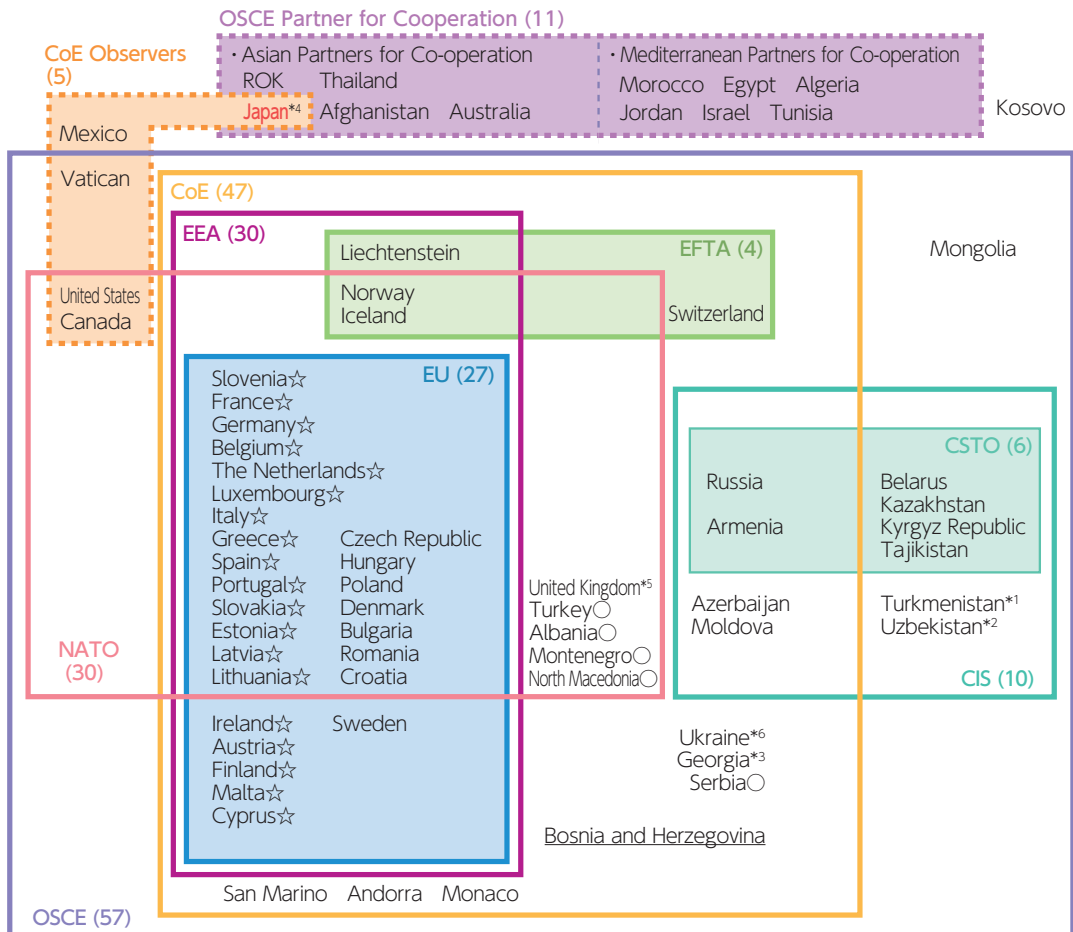 OSCE Partner for Cooperation (11)
CoE Observers
(5)
・Asian Partners for Co-operation
ROK Thailand
Japan*4 Afghanistan Australia
・Mediterranean Partners for Co-operation
Morocco Egypt Algeria
Jordan Israel Tunisia
Kosovo
Mexico
Vatican
United States
Canada
CoE (47)
EEA (30)
Liechtenstein
EFTA (4)
Norway
Iceland
Switzerland
Mongolia
EU (27)
Slovenia☆
France☆
Germany☆
Belgium☆
The Netherlands☆
Luxembourg☆
Italy☆
Greece☆ Czech Republic
Spain☆ Hungary
Portugal☆ Poland
Slovakia☆ Denmark
Estonia☆ Bulgaria
Latvia☆ Romania
Lithuania☆ Croatia
United Kingdom*5
Turkey○
Albania○
Montenegro○
North Macedonia○
NATO
(30)
CSTO (6)
Russia Belarus
Kazakhstan
Armenia Kyrgyz Republic
Tajikistan
Azerbaijan Turkmenistan*1
Moldova Uzbekistan*2
CIS (10)
Ireland☆ Sweden
Austria☆
Finland☆
Malta☆
Cyprus☆
Ukraine*6
Georgia*3
Serbia○
Bosnia and Herzegovina
San Marino Andorra Monaco
OSCE (57)